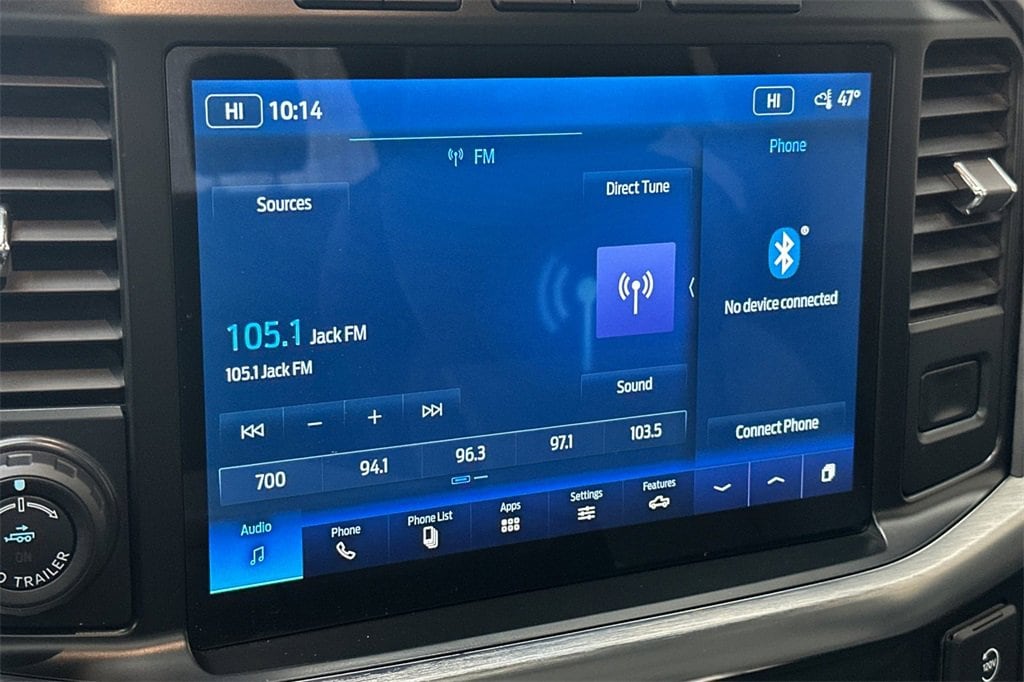 HI 10:14
HI 47°
FM
Phone
Sources
Direct Tune
No device connected
105.1 Jack FM
105.1 Jack FM
Sound
− +
Connect Phone
700 94.1 96.3 97.1 103.5
Audio Phone Phone List Apps Settings Features
ON
O TRAILER
120V